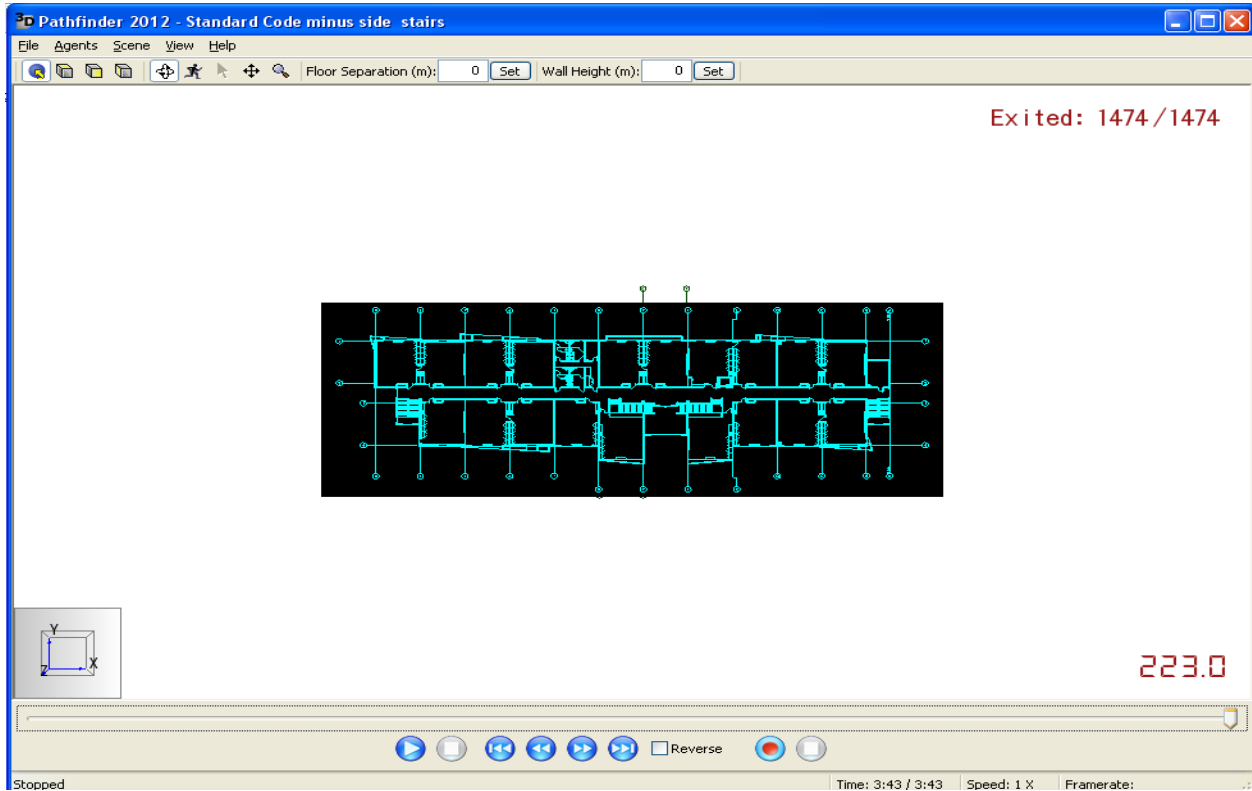 3D Pathfinder 2012 - Standard Code minus side stairs
File Agents Scene View Help
Floor Separation (m): 0 Set Wall Height (m): 0 Set
Exited: 1474/1474
Y
Z X
223.0
Reverse
Stopped Time: 3:43 / 3:43 Speed: 1 X Framerate: